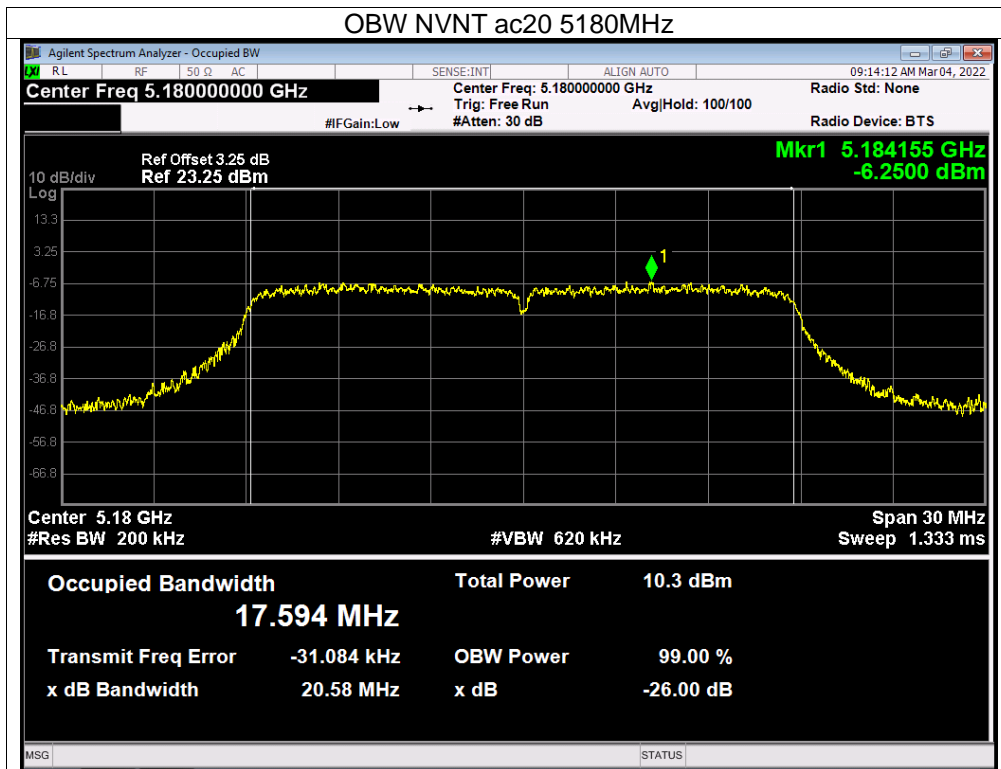 OBW NVNT ac20 5180MHz
Agilent Spectrum Analyzer - Occupied BW
LXI RL RF 50 Ω AC SENSE:INT ALIGN AUTO 09:14:12 AM Mar 04, 2022
Center Freq 5.180000000 GHz Center Freq: 5.180000000 GHz Radio Std: None
Trig: Free Run Avg|Hold: 100/100
#IFGain:Low #Atten: 30 dB Radio Device: BTS
Mkr1 5.184155 GHz
-6.2500 dBm
Ref Offset 3.25 dB
10 dB/div Ref 23.25 dBm
Log
13.3
3.25
1
-6.75
-16.8
-26.8
-36.8
-46.8
-56.8
-66.8
Center 5.18 GHz Span 30 MHz
#Res BW 200 kHz #VBW 620 kHz Sweep 1.333 ms
Occupied Bandwidth Total Power 10.3 dBm
17.594 MHz
Transmit Freq Error -31.084 kHz OBW Power 99.00 %
x dB Bandwidth 20.58 MHz x dB -26.00 dB
MSG STATUS